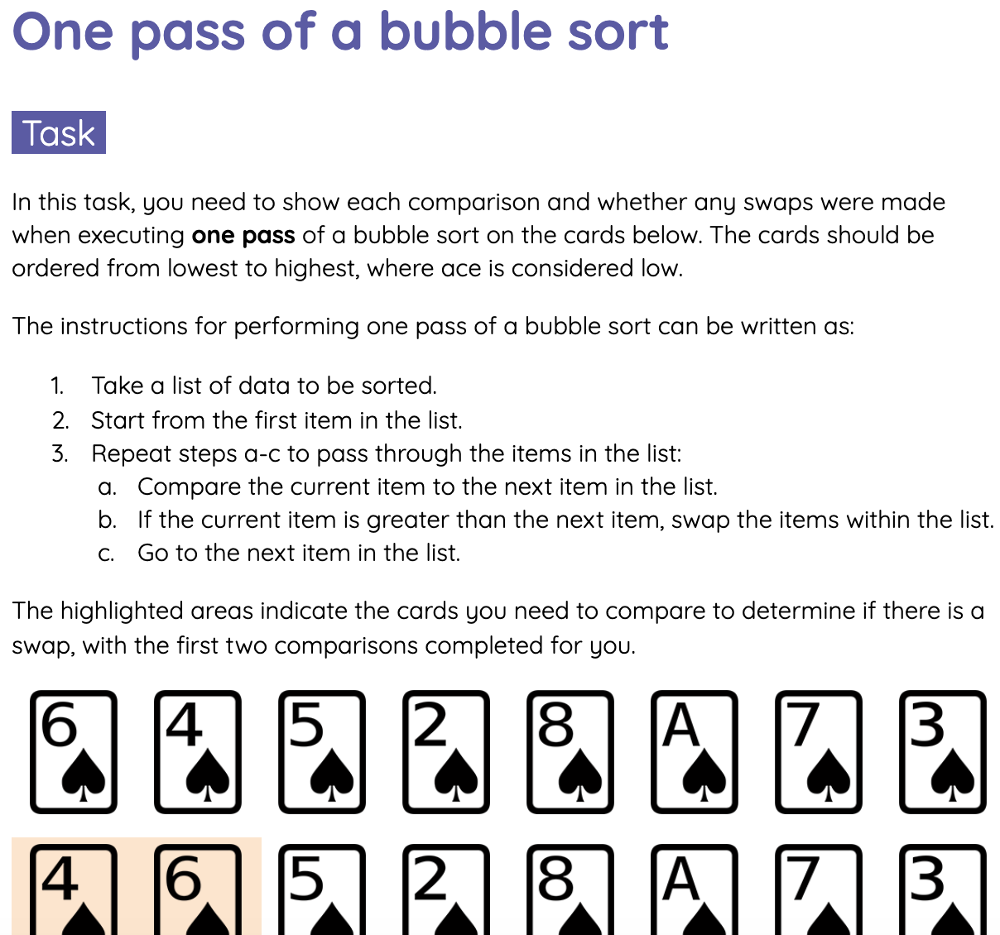 One pass of a bubble sort
Task
In this task, you need to show each comparison and whether any swaps were made
when executing one pass of a bubble sort on the cards below. The cards should be
ordered from lowest to highest, where ace is considered low.
The instructions for performing one pass of a bubble sort can be written as:
1. Take a list of data to be sorted.
2. Start from the first item in the list.
3. Repeat steps a-c to pass through the items in the list:
a. Compare the current item to the next item in the list.
b. If the current item is greater than the next item, swap the items within the list.
c. Go to the next item in the list.
The highlighted areas indicate the cards you need to compare to determine if there is a
swap, with the first two comparisons completed for you.
6 4 5 2 8 A 7 3
4 6 5 2 8 A 7 3